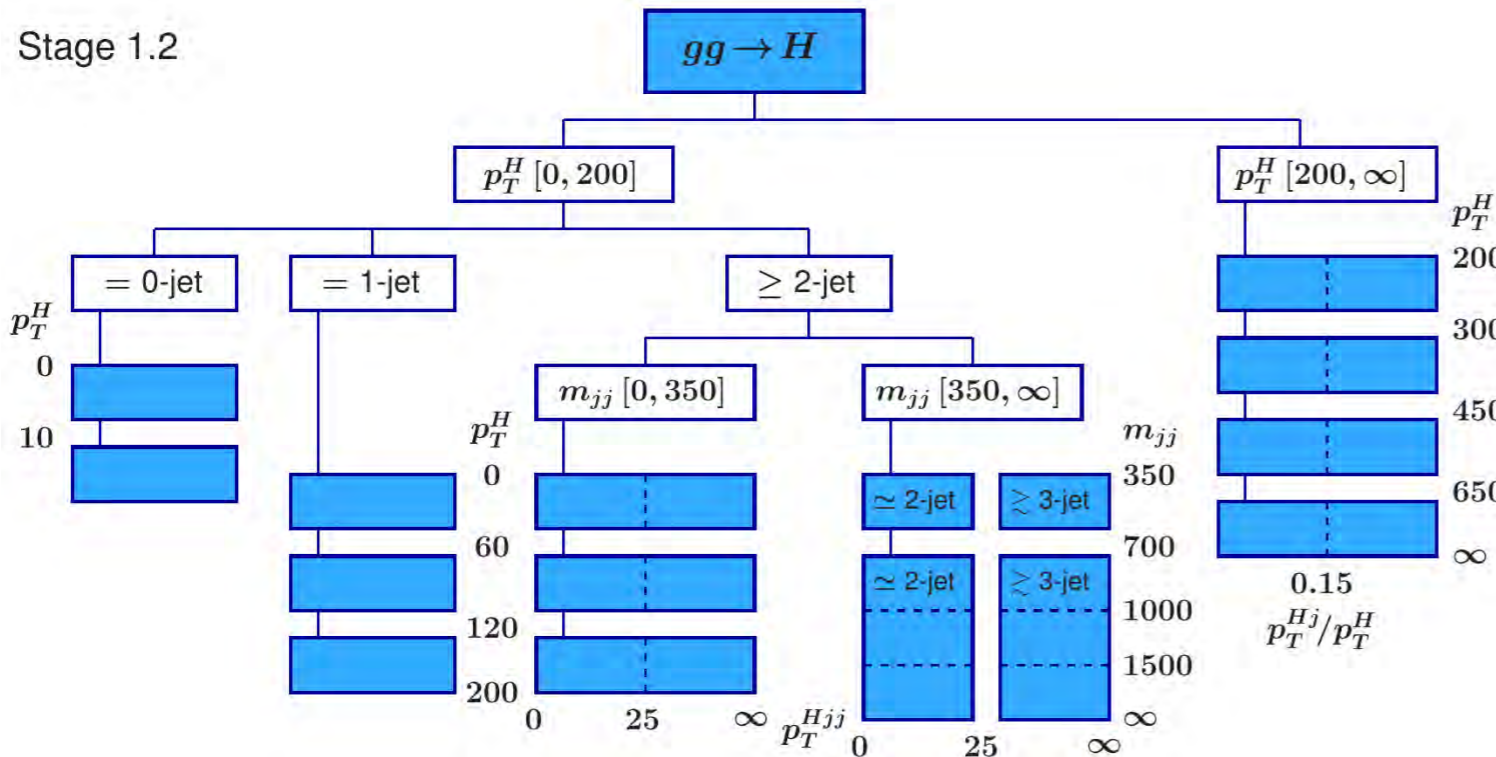 Stage 1.2
gg → H
p_T^H [0, 200]
p_T^H [200, ∞]
p_T^H
= 0-jet
= 1-jet
≥ 2-jet
200
p_T^H
0
10
300
m_jj [0, 350]
m_jj [350, ∞]
450
p_T^H
m_jj
0
350
≃ 2-jet
≳ 3-jet
650
60
700
∞
≃ 2-jet
≳ 3-jet
0.15
1000
p_T^Hj/p_T^H
120
1500
200
∞
0 25 ∞
p_T^Hjj
0 25 ∞